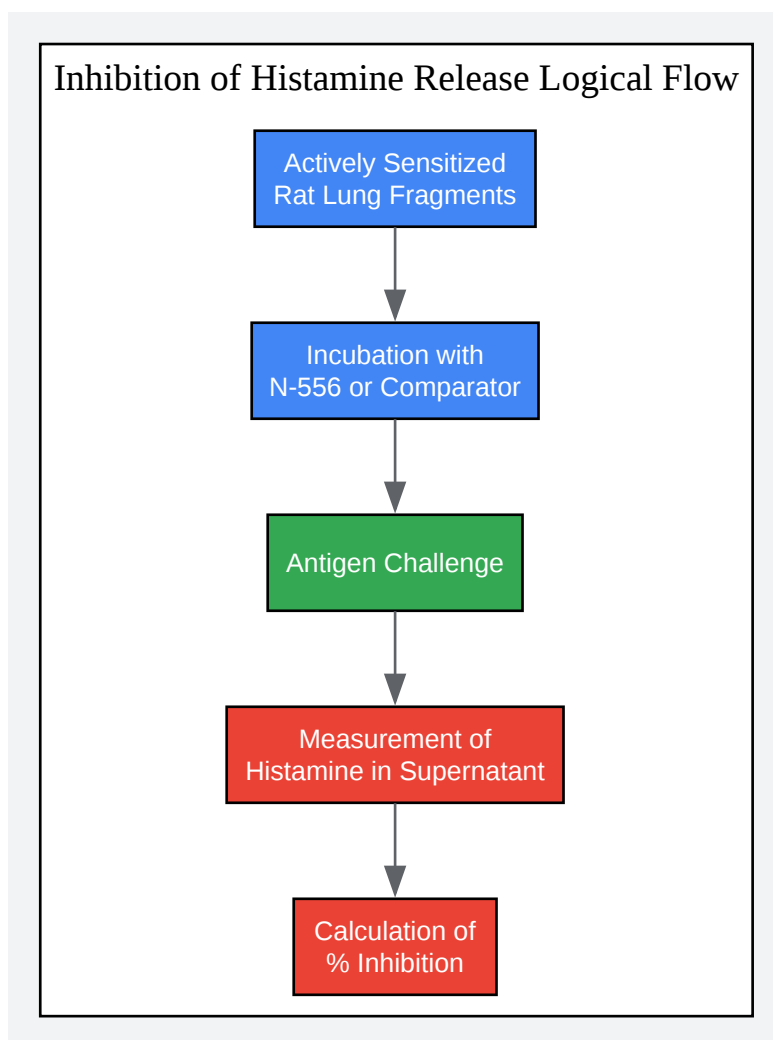 Inhibition of Histamine Release Logical Flow
Actively Sensitized
Rat Lung Fragments
Incubation with
N-556 or Comparator
Antigen Challenge
Measurement of
Histamine in Supernatant
Calculation of
% Inhibition